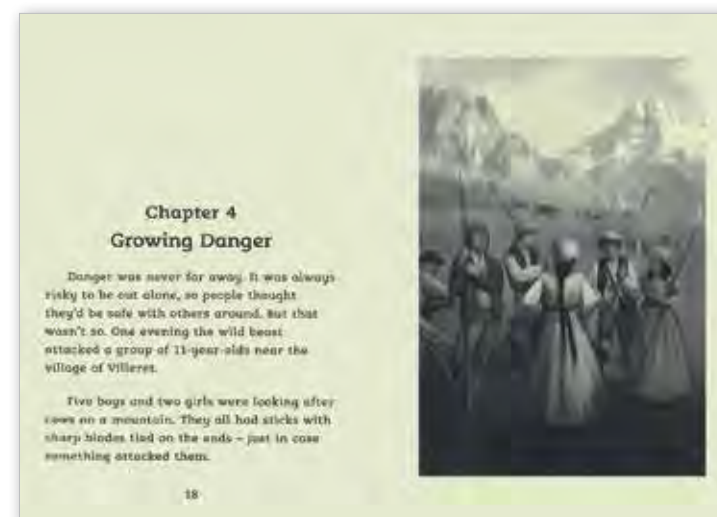 Chapter 4
Growing Danger
Danger was never far away. It was always
risky to be out alone, so people thought
they'd be safe with others around. But that
wasn't so. One evening the wild beast
attacked a group of 11-year-olds near the
village of Villeret.
Five boys and two girls were looking after
cows on a mountain. They all had sticks with
sharp blades tied on the ends – just in case
something attacked them.
18